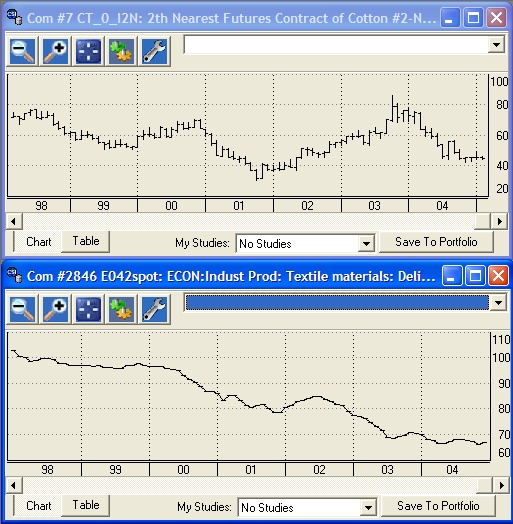 CSI Com #7 CT_0_I2N: 2th Nearest Futures Contract of Cotton #2-N...
100
80
60
40
20
98 99 00 01 02 03 04
Chart Table My Studies: No Studies Save To Portfolio
CSI Com #2846 E042spot: ECON:Indust Prod: Textile materials: Deli...
110
100
90
80
70
60
98 99 00 01 02 03 04
Chart Table My Studies: No Studies Save To Portfolio